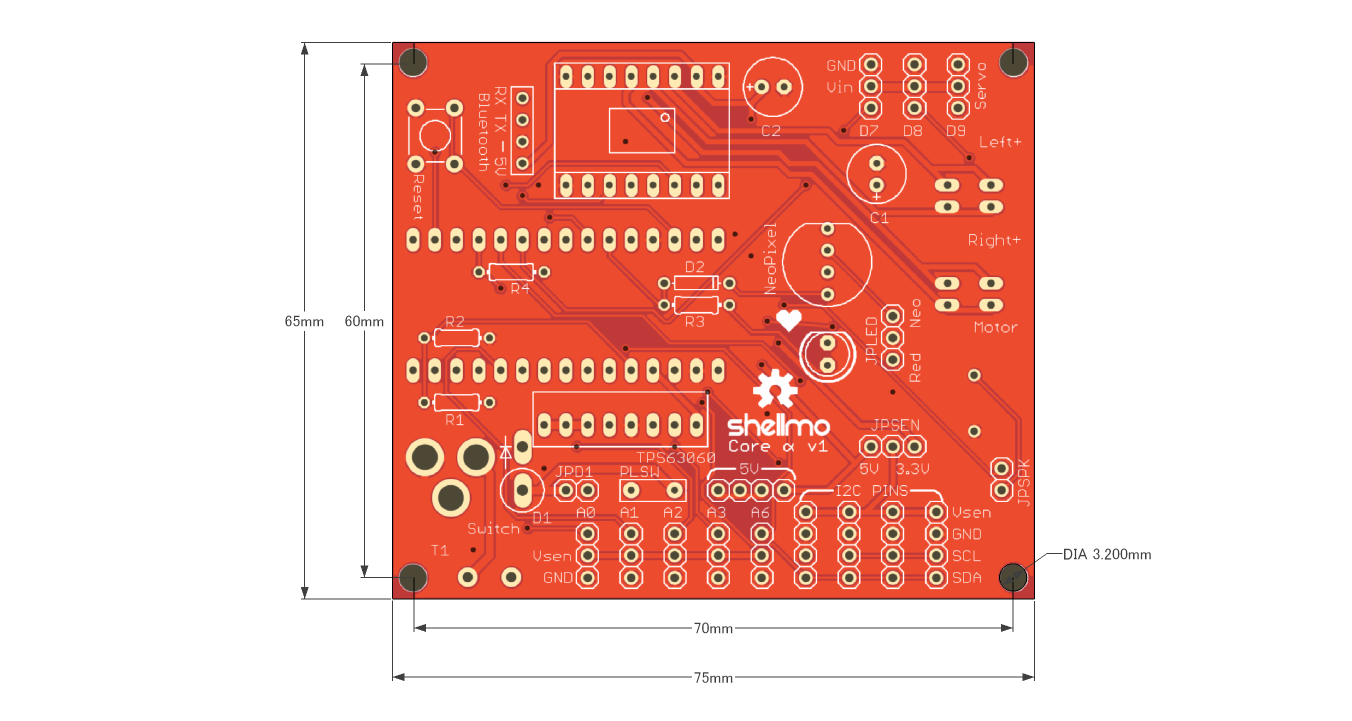 GND
Vin
Servo
D7 D8 D9
C2
RX TX - 5V
Bluetooth
Reset
Left+
C1
Right+
NeoPixel
D2
R4
R3
Motor
R2
Neo
JPLED
Red
65mm
60mm
R1
shellmo
Core α v1
JPSEN
5V 3.3V
TPS63060
JPD1
PLSW
5V
JPSPK
I2C PINS
D1
A0 A1 A2 A3 A6
Vsen
Switch
GND
T1
Vsen
SCL
GND
SDA
DIA 3.200mm
70mm
75mm